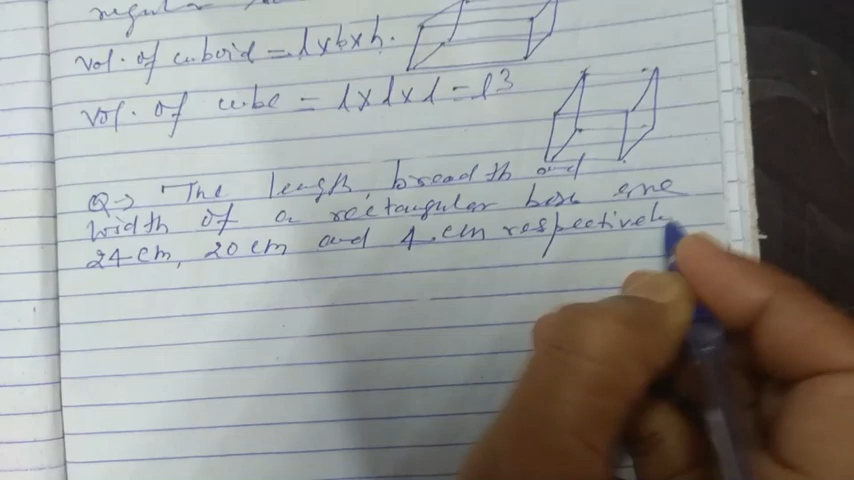 regular
Vol. of cuboid = l x b x h.
Vol. of cube = l x l x l = l3
Q→ The length, breadth and
width of a rectangular box are
24 cm, 20 cm and 4 cm respectively